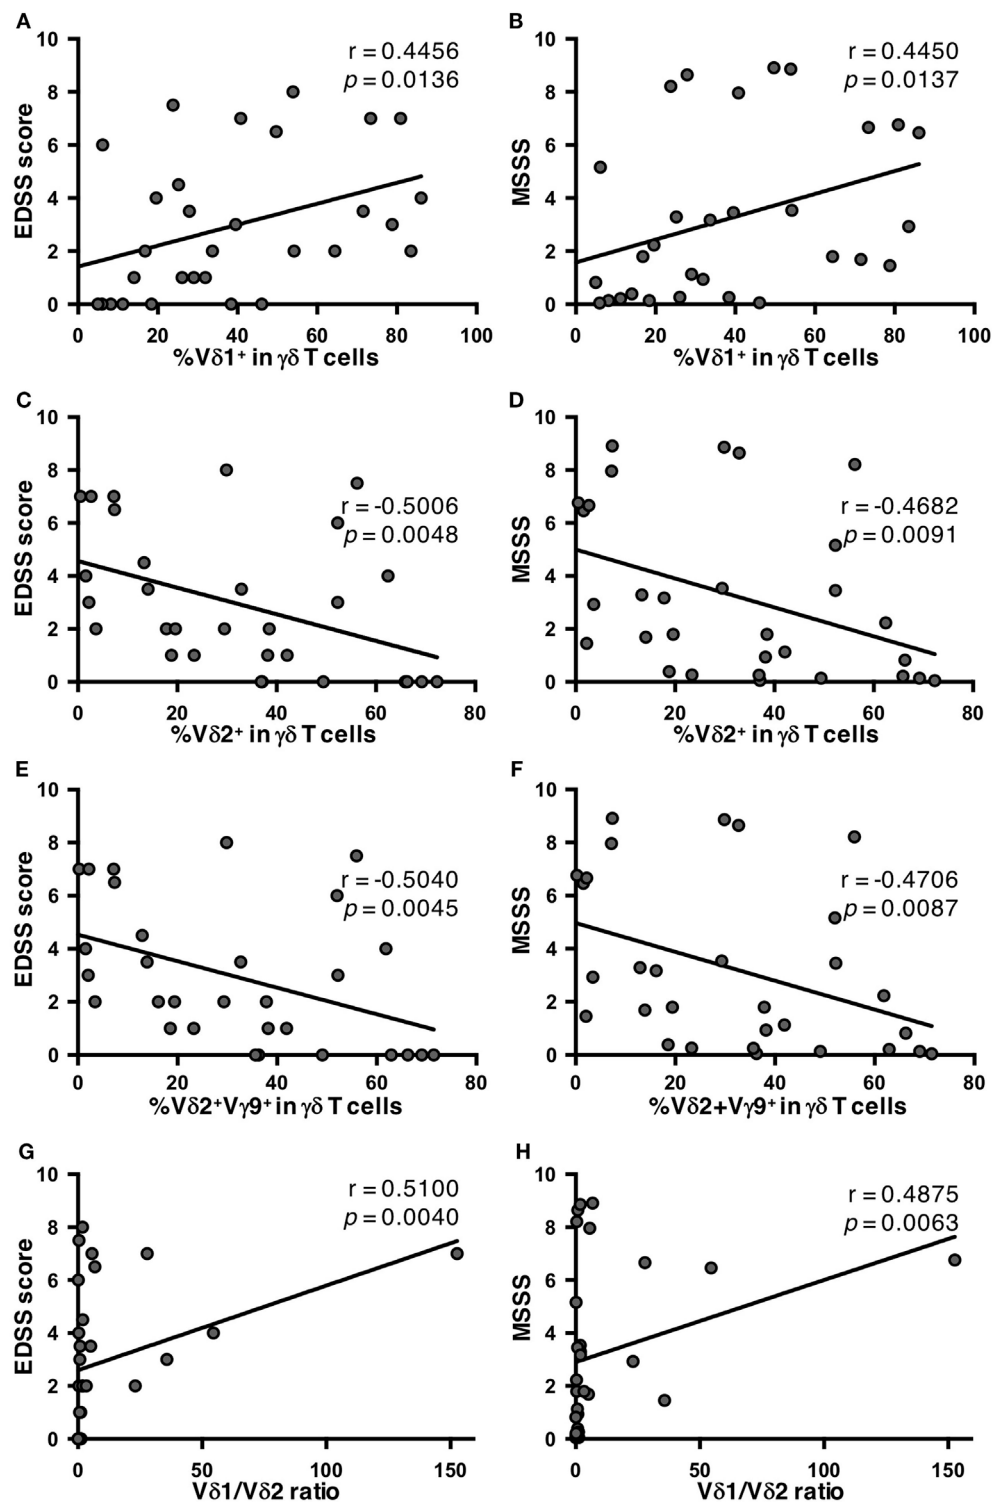 A
B
EDSS score
10
8
6
4
2
0
r = 0.4456
p = 0.0136
0 20 40 60 80 100
%Vδ1+ in γδ T cells
MSSS
10
8
6
4
2
0
r = 0.4450
p = 0.0137
0 20 40 60 80 100
%Vδ1+ in γδ T cells
C
D
EDSS score
10
8
6
4
2
0
r = -0.5006
p = 0.0048
0 20 40 60 80
%Vδ2+ in γδ T cells
MSSS
10
8
6
4
2
0
r = -0.4682
p = 0.0091
0 20 40 60 80
%Vδ2+ in γδ T cells
E
F
EDSS score
10
8
6
4
2
0
r = -0.5040
p = 0.0045
0 20 40 60 80
%Vδ2+Vγ9+ in γδ T cells
MSSS
10
8
6
4
2
0
r = -0.4706
p = 0.0087
0 20 40 60 80
%Vδ2+Vγ9+ in γδ T cells
G
H
EDSS score
10
8
6
4
2
0
r = 0.5100
p = 0.0040
0 50 100 150
Vδ1/Vδ2 ratio
MSSS
10
8
6
4
2
0
r = 0.4875
p = 0.0063
0 50 100 150
Vδ1/Vδ2 ratio